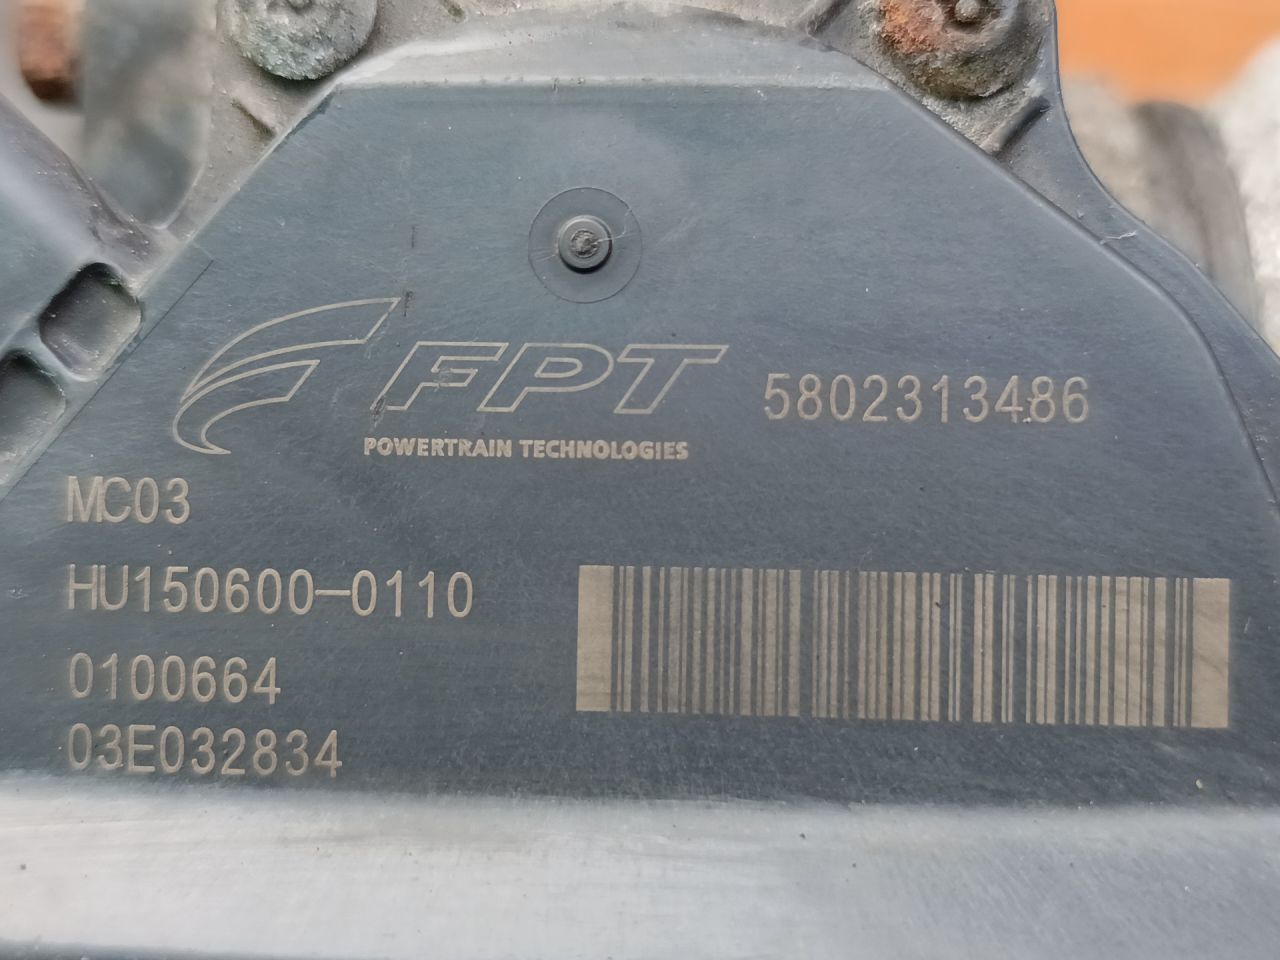 FPT 5802313486
POWERTRAIN TECHNOLOGIES
MC03
HU150600-0110
0100664
03E032834